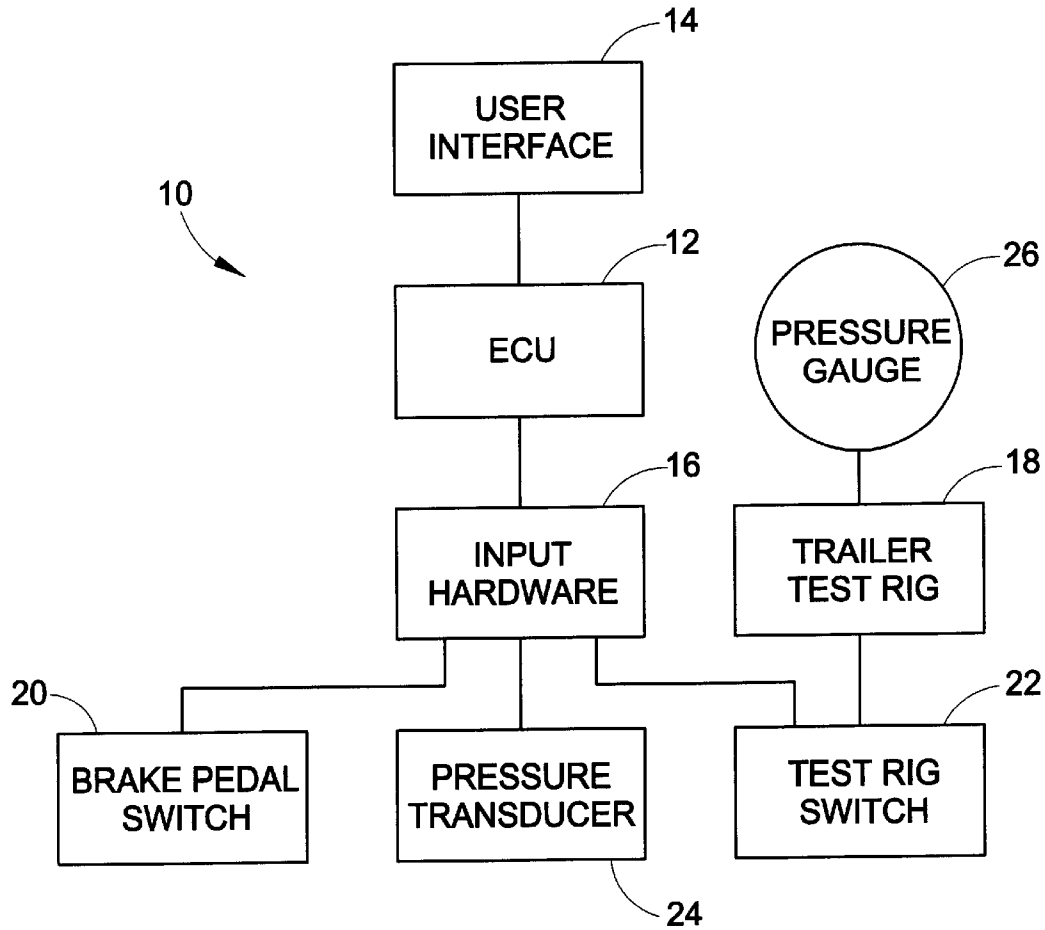 14
USER
INTERFACE
10
12
ECU
26
PRESSURE
GAUGE
16
INPUT
HARDWARE
18
TRAILER
TEST RIG
20
BRAKE PEDAL
SWITCH
PRESSURE
TRANSDUCER
24
22
TEST RIG
SWITCH